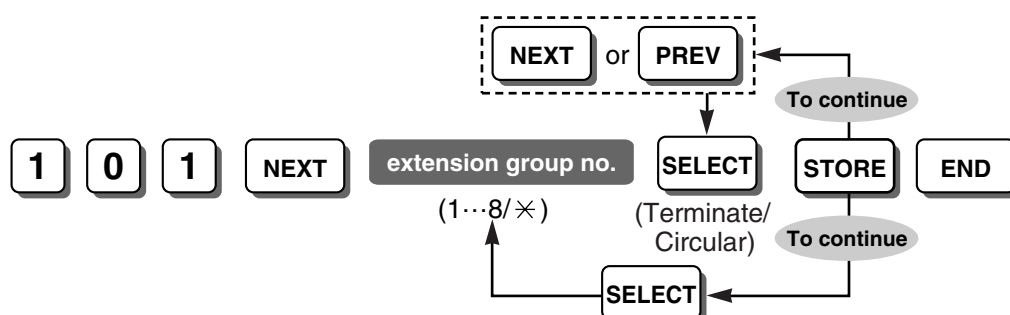 NEXT or PREV
To continue
1 0 1 NEXT extension group no. SELECT STORE END
(1···8/✳)
(Terminate/
Circular)
To continue
SELECT